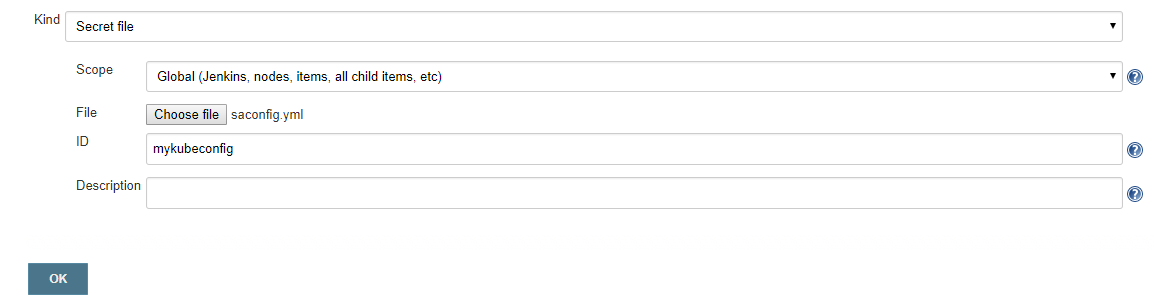 Kind Secret file
Scope Global (Jenkins, nodes, items, all child items, etc)
File Choose file saconfig.yml
ID mykubeconfig
Description
OK